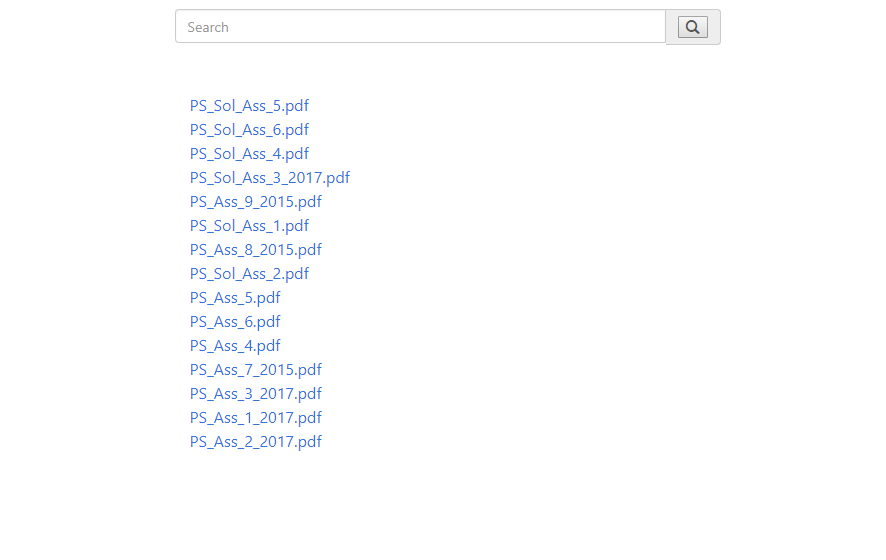 Search
PS_Sol_Ass_5.pdf
PS_Sol_Ass_6.pdf
PS_Sol_Ass_4.pdf
PS_Sol_Ass_3_2017.pdf
PS_Ass_9_2015.pdf
PS_Sol_Ass_1.pdf
PS_Ass_8_2015.pdf
PS_Sol_Ass_2.pdf
PS_Ass_5.pdf
PS_Ass_6.pdf
PS_Ass_4.pdf
PS_Ass_7_2015.pdf
PS_Ass_3_2017.pdf
PS_Ass_1_2017.pdf
PS_Ass_2_2017.pdf